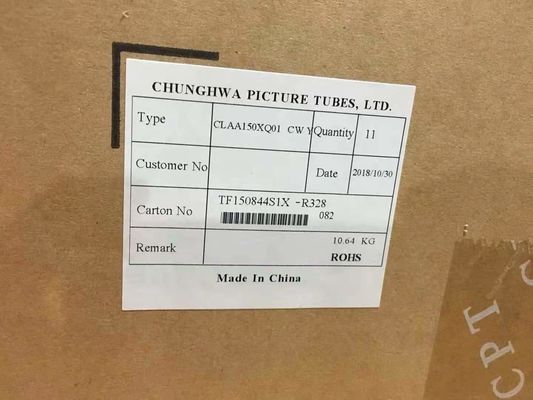 CHUNGHWA PICTURE TUBES, LTD.
Type CLAA150XQ01 CW Y Quantity 11
Customer No Date 2018/10/30
Carton No TF150844S1X -R328
082
Remark 10.64 KG
ROHS
Made In China
CPT
C